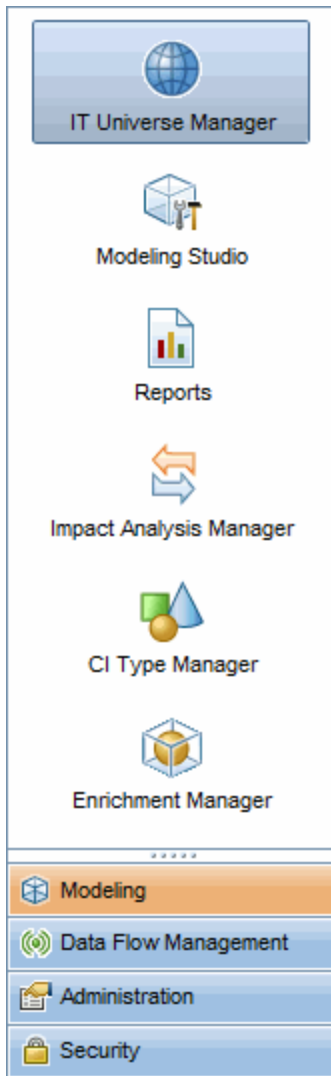 IT Universe Manager
Modeling Studio
Reports
Impact Analysis Manager
CI Type Manager
Enrichment Manager
Modeling
Data Flow Management
Administration
Security